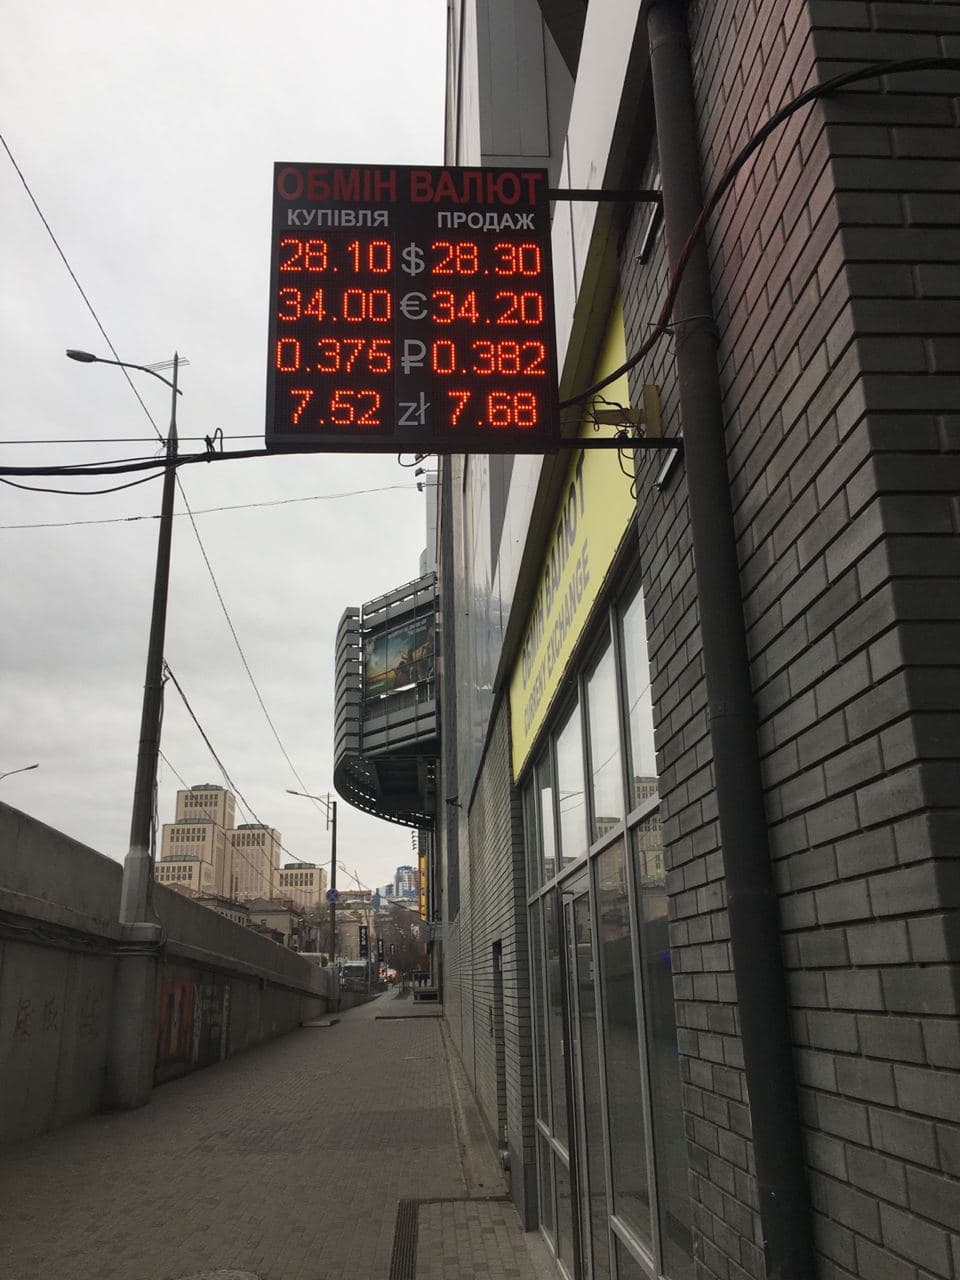 ОБМІН ВАЛЮТ
КУПІВЛЯ ПРОДАЖ
28.10 $ 28.30
34.00 € 34.20
0.375 ₽ 0.382
7.52 zł 7.68
ОБМІН ВАЛЮТ
CURRENCY EXCHANGE